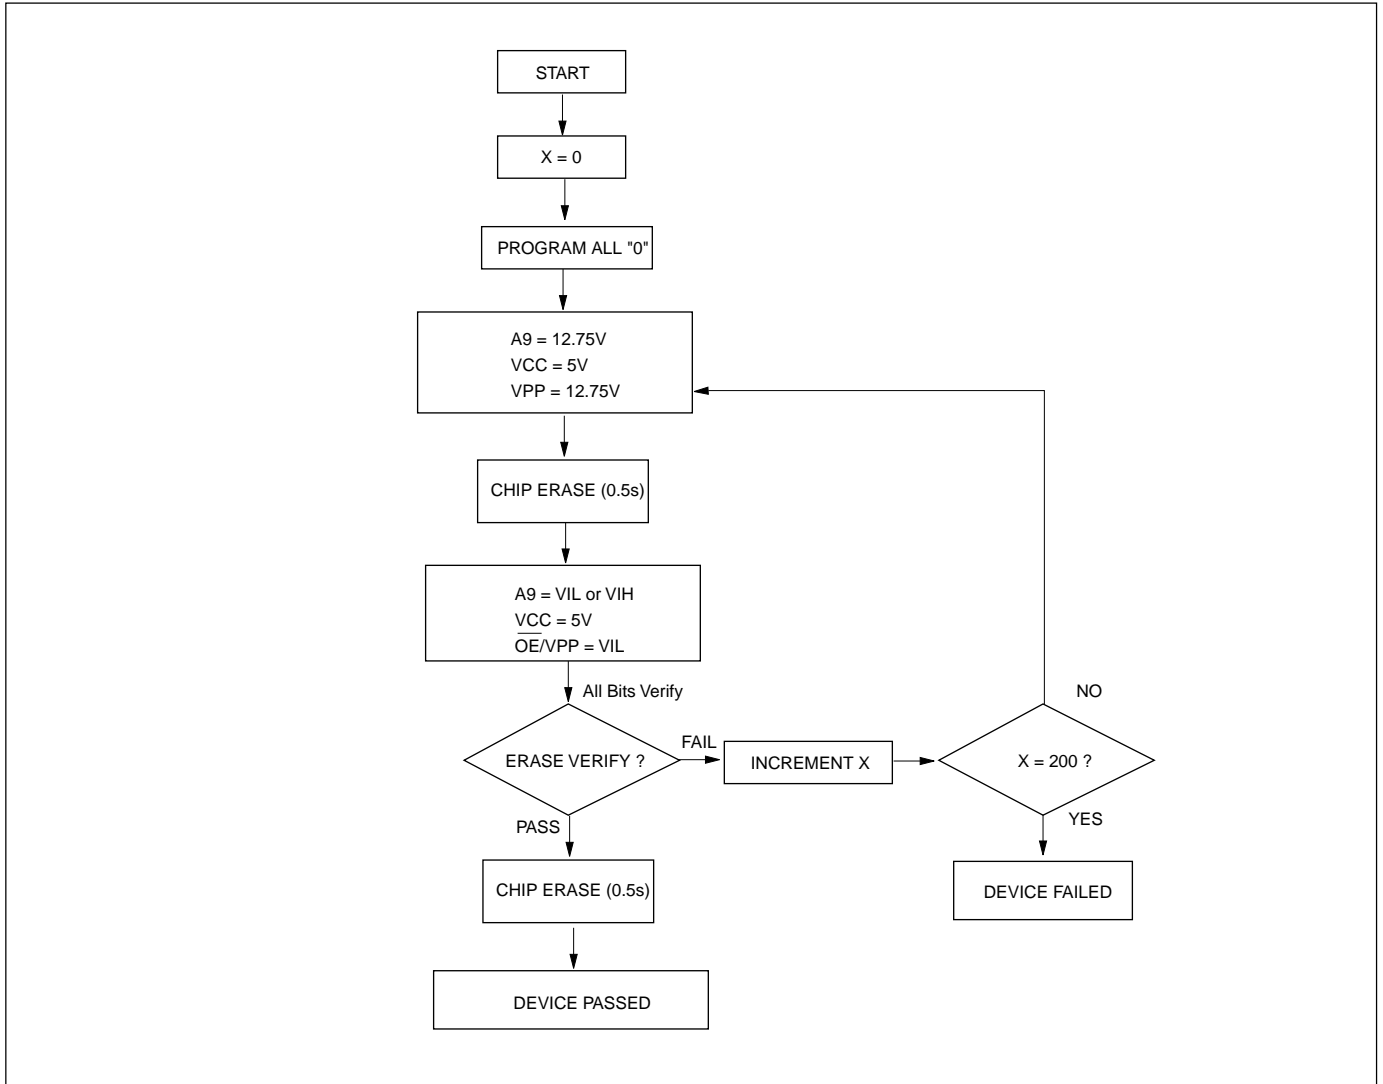 START
X = 0
PROGRAM ALL "0"
A9 = 12.75V
VCC = 5V
VPP = 12.75V
CHIP ERASE (0.5s)
A9 = VIL or VIH
VCC = 5V
O̅E̅/VPP = VIL
All Bits Verify
ERASE VERIFY ?
FAIL
INCREMENT X
X = 200 ?
NO
YES
DEVICE FAILED
PASS
CHIP ERASE (0.5s)
DEVICE PASSED